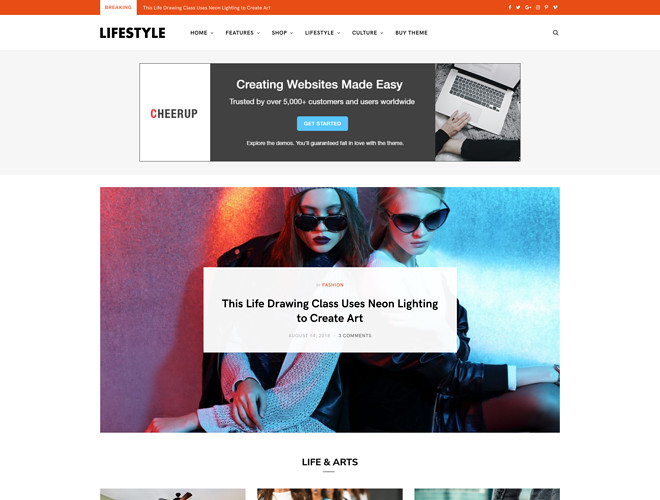 BREAKING This Life Drawing Class Uses Neon Lighting to Create Art
LIFESTYLE HOME FEATURES SHOP LIFESTYLE CULTURE BUY THEME
CHEERUP
Creating Websites Made Easy
Trusted by over 5,000+ customers and users worldwide
GET STARTED
Explore the demos. You'll guaranteed fall in love with the theme.
In FASHION
This Life Drawing Class Uses Neon Lighting
to Create Art
AUGUST 14, 2018 · 2 COMMENTS
LIFE & ARTS